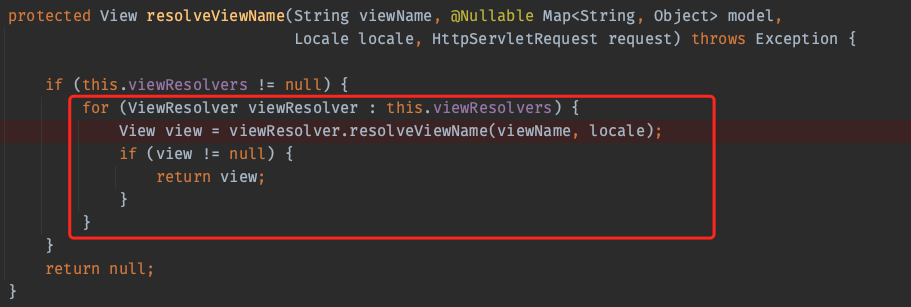 protected View resolveViewName(String viewName, @Nullable Map<String, Object> model,
Locale locale, HttpServletRequest request) throws Exception {
if (this.viewResolvers != null) {
for (ViewResolver viewResolver : this.viewResolvers) {
View view = viewResolver.resolveViewName(viewName, locale);
if (view != null) {
return view;
}
}
}
return null;
}